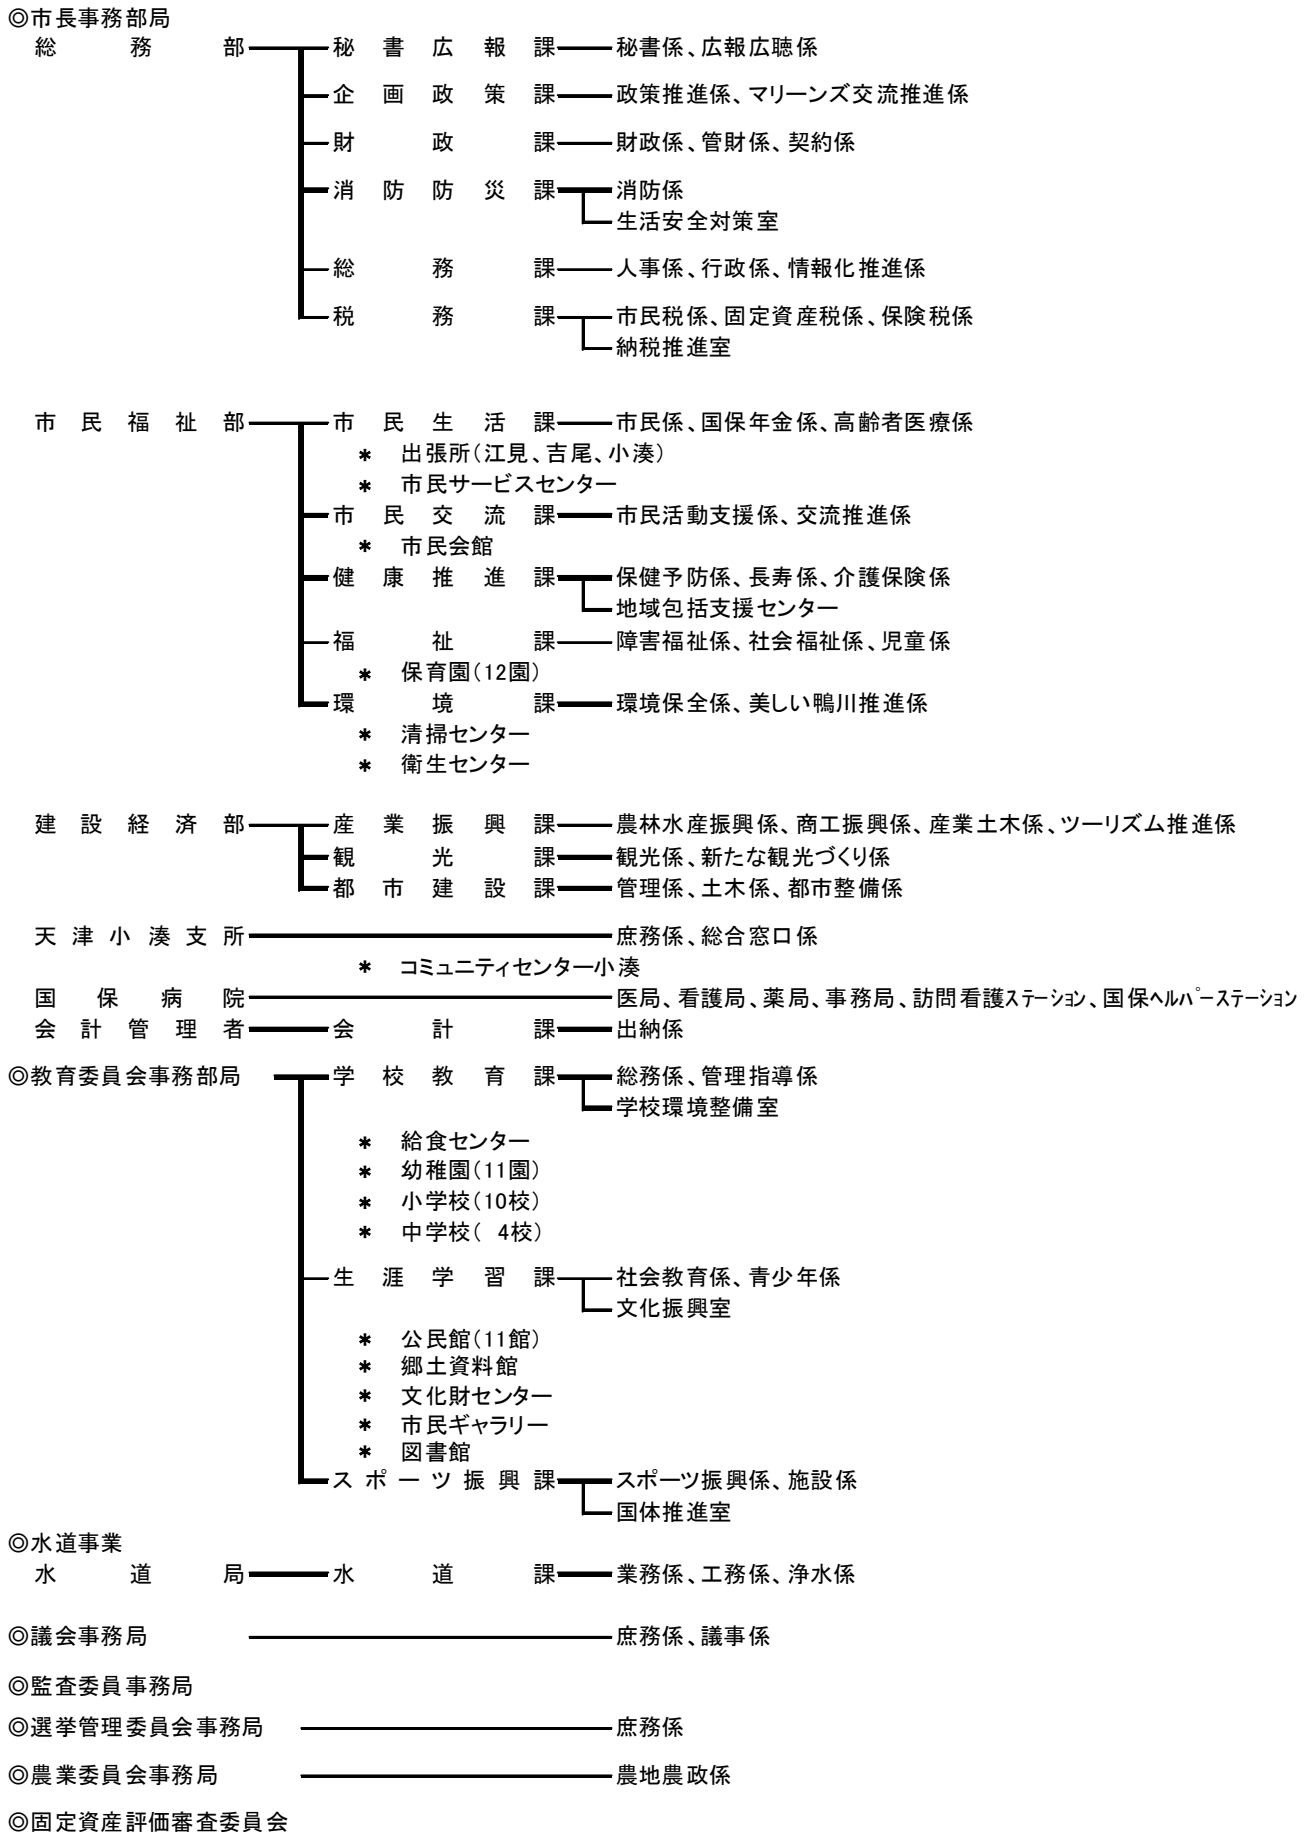 ◎市長事務部局
総務部 秘書広報課 秘書係、広報広聴係
企画政策課 政策推進係、マリーンズ交流推進係
財政課 財政係、管財係、契約係
消防防災課 消防係
生活安全対策室
総務課 人事係、行政係、情報化推進係
税務課 市民税係、固定資産税係、保険税係
納税推進室
市民福祉部 市民生活課 市民係、国保年金係、高齢者医療係
* 出張所(江見、吉尾、小湊)
* 市民サービスセンター
市民交流課 市民活動支援係、交流推進係
* 市民会館
健康推進課 保健予防係、長寿係、介護保険係
地域包括支援センター
福祉課 障害福祉係、社会福祉係、児童係
* 保育園(12園)
環境課 環境保全係、美しい鴨川推進係
* 清掃センター
* 衛生センター
建設経済部 産業振興課 農林水産振興係、商工振興係、産業土木係、ツーリズム推進係
観光課 観光係、新たな観光づくり係
都市建設課 管理係、土木係、都市整備係
天津小湊支所 庶務係、総合窓口係
* コミュニティセンター小湊
国保病院 医局、看護局、薬局、事務局、訪問看護ステーション、国保ヘルパーステーション
会計管理者 会計課 出納係
◎教育委員会事務部局 学校教育課 総務係、管理指導係
学校環境整備室
* 給食センター
* 幼稚園(11園)
* 小学校(10校)
* 中学校( 4校)
生涯学習課 社会教育係、青少年係
文化振興室
* 公民館(11館)
* 郷土資料館
* 文化財センター
* 市民ギャラリー
* 図書館
スポーツ振興課 スポーツ振興係、施設係
国体推進室
◎水道事業
水道局 水道課 業務係、工務係、浄水係
◎議会事務局 庶務係、議事係
◎監査委員事務局
◎選挙管理委員会事務局 庶務係
◎農業委員会事務局 農地農政係
◎固定資産評価審査委員会